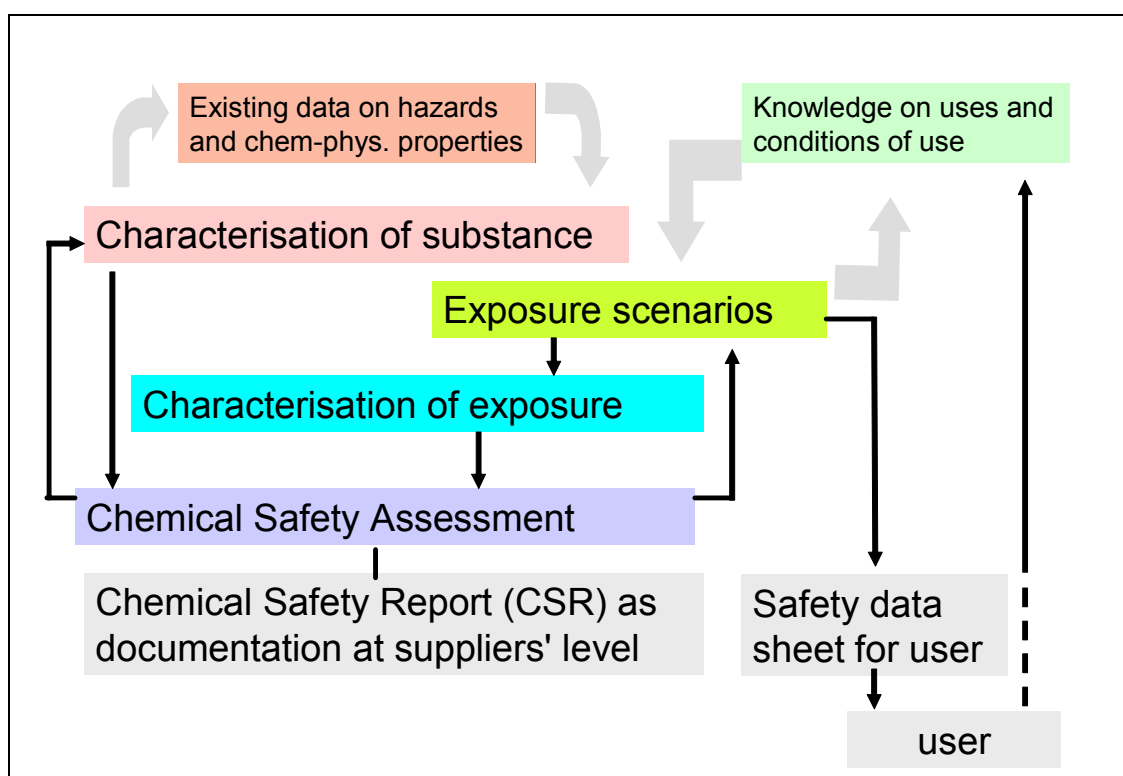 Existing data on hazards
and chem-phys. properties
Knowledge on uses and
conditions of use
Characterisation of substance
Exposure scenarios
Characterisation of exposure
Chemical Safety Assessment
Chemical Safety Report (CSR) as
documentation at suppliers' level
Safety data
sheet for user
user